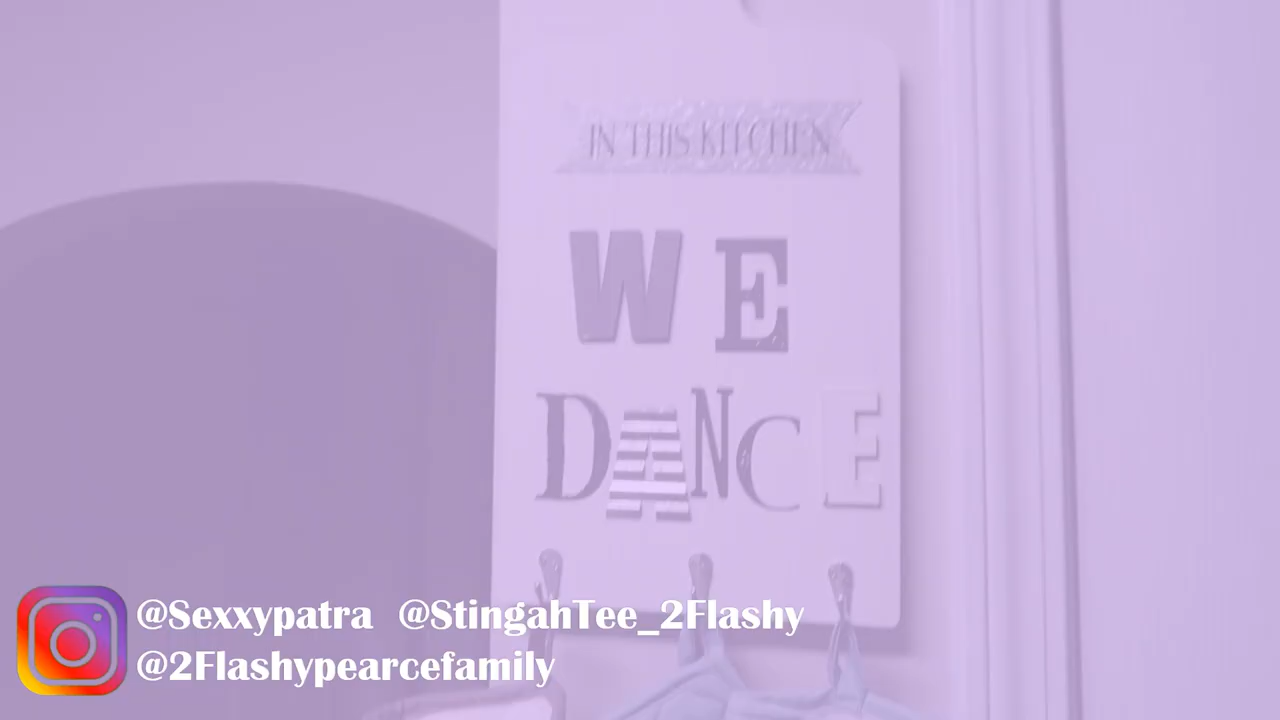 IN THIS KITCHEN
WE
DANCE
@Sexxypatra @StingahTee_2Flashy
@2Flashypearcefamily